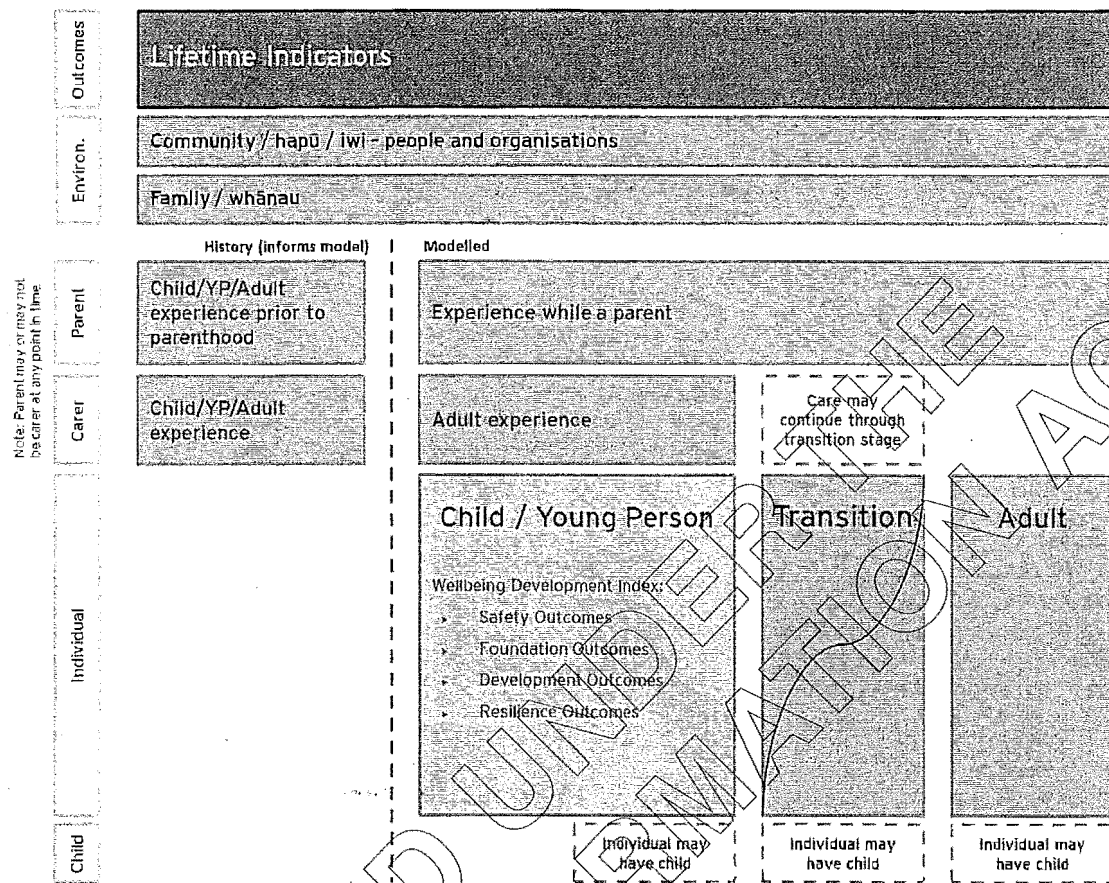 Outcomes
Lifetime Indicators
Environ.
Community / hapū / iwi - people and organisations
Family / whānau
History (informs model)
Modelled
Note: Parent may or may not
be carer at any point in time
Parent
Child/YP/Adult
experience prior to
parenthood
Experience while a parent
Carer
Child/YP/Adult
experience
Adult experience
Care may
continue through
transition stage
Individual
Child / Young Person
Wellbeing Development Index:
Safety Outcomes
Foundation Outcomes
Development Outcomes
Resilience Outcomes
Transition
Adult
Child
Individual may
have child
Individual may
have child
Individual may
have child
D UNDER THE
RMATION AC